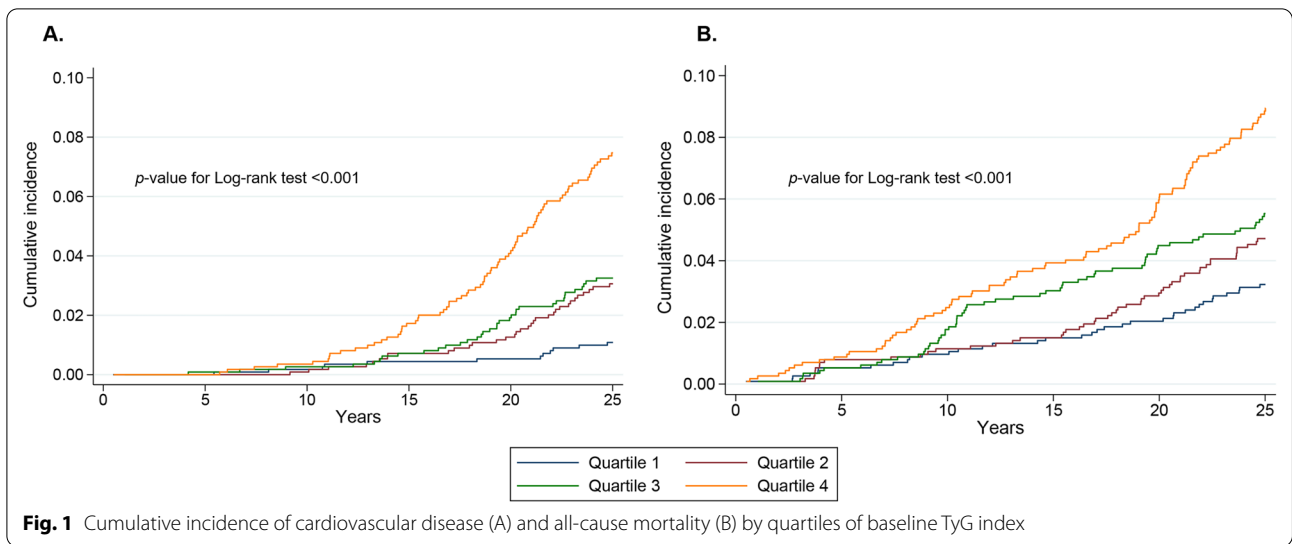 A.
0.10
0.08
0.06
0.04
0.02
0.00
Cumulative incidence
p-value for Log-rank test <0.001
0 5 10 15 20 25
Years
B.
0.10
0.08
0.06
0.04
0.02
0.00
Cumulative incidence
p-value for Log-rank test <0.001
0 5 10 15 20 25
Years
Quartile 1 Quartile 2
Quartile 3 Quartile 4
Fig. 1 Cumulative incidence of cardiovascular disease (A) and all-cause mortality (B) by quartiles of baseline TyG index